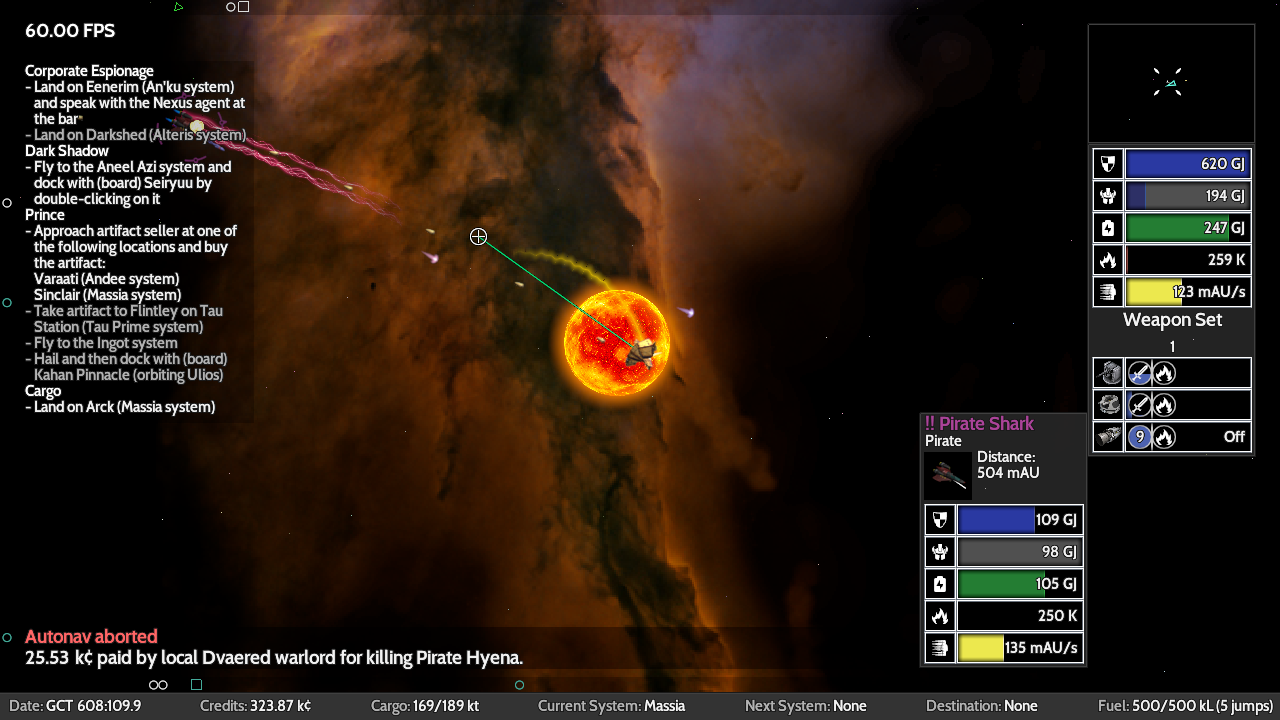 60.00 FPS
Corporate Espionage
- Land on Eenerim (An'ku system)
and speak with the Nexus agent at
the bar
- Land on Darkshed (Alteris system)
Dark Shadow
- Fly to the Aneel Azi system and
dock with (board) Seiryuu by
double-clicking on it
Prince
- Approach artifact seller at one of
the following locations and buy
the artifact:
Varaati (Andee system)
Sinclair (Massia system)
- Take artifact to Flintley on Tau
Station (Tau Prime system)
- Fly to the Ingot system
- Hail and then dock with (board)
Kahan Pinnacle (orbiting Ulios)
Cargo
- Land on Arck (Massia system)
620 GJ
194 GJ
247 GJ
259 K
123 mAU/s
Weapon Set
1
9 Off
!! Pirate Shark
Pirate
Distance:
504 mAU
109 GJ
98 GJ
105 GJ
250 K
135 mAU/s
Autonav aborted
25.53 k¢ paid by local Dvaered warlord for killing Pirate Hyena.
Date: GCT 608:109.9 Credits: 323.87 k¢ Cargo: 169/189 kt Current System: Massia Next System: None Destination: None Fuel: 500/500 kL (5 jumps)